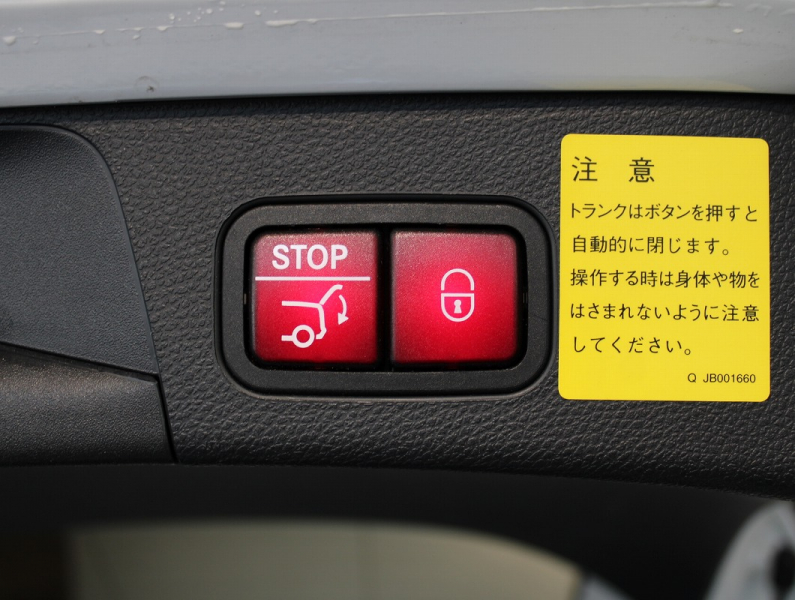 STOP
注 意
トランクはボタンを押すと
自動的に閉じます。
操作する時は身体や物を
はさまれないように注意
してください。
Q JB001660